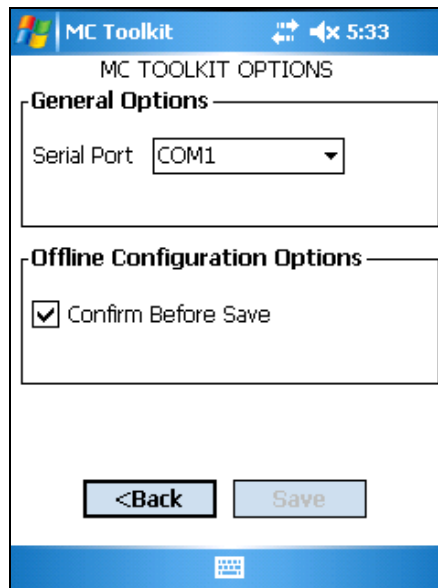 MC Toolkit 5:33
MC TOOLKIT OPTIONS
General Options
Serial Port COM1
Offline Configuration Options
Confirm Before Save
<Back Save